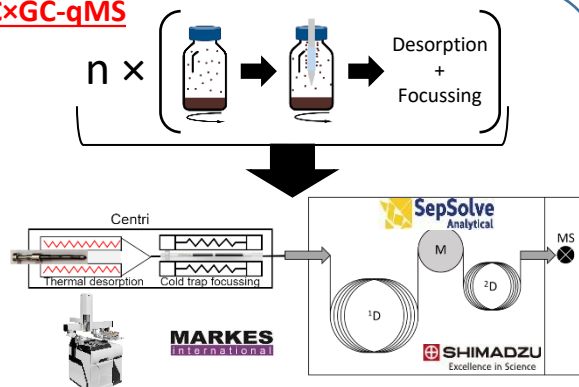 ×GC-qMS
n ×
Desorption
+
Focussing
Centri
Thermal desorption
Cold trap focussing
MARKES
international
SepSolve
Analytical
M
MS
¹D
²D
SHIMADZU
Excellence in Science